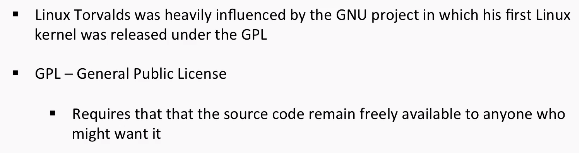 ▪ Linux Torvalds was heavily influenced by the GNU project in which his first Linux
kernel was released under the GPL
▪ GPL – General Public License
▪ Requires that that the source code remain freely available to anyone who
might want it